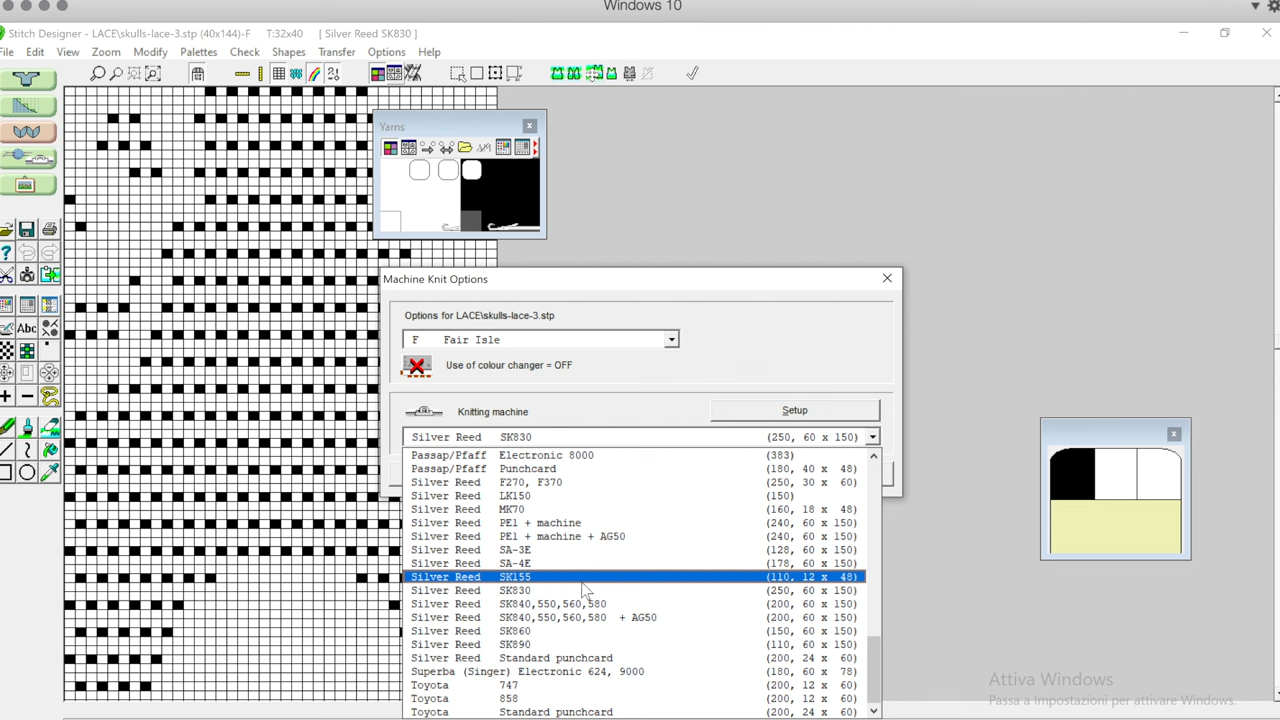 Windows 10
Stitch Designer - LACE\skulls-lace-3.stp (40x144)-F T:32x40 [ Silver Reed SK830 ]
File Edit View Zoom Modify Palettes Check Shapes Transfer Options Help
Yarns
Machine Knit Options
Options for LACE\skulls-lace-3.stp
F Fair Isle
Use of colour changer = OFF
Knitting machine
Setup
Silver Reed SK830 (250, 60 x 150)
Passap/Pfaff Electronic 8000 (383)
Passap/Pfaff Punchcard (180, 40 x 48)
Silver Reed F270, F370 (250, 30 x 60)
Silver Reed LK150 (150)
Silver Reed MK70 (160, 18 x 48)
Silver Reed PE1 + machine (240, 60 x 150)
Silver Reed PE1 + machine + AG50 (240, 60 x 150)
Silver Reed SA-3E (128, 60 x 150)
Silver Reed SA-4E (178, 60 x 150)
Silver Reed SK155 (110, 12 x 48)
Silver Reed SK830 (250, 60 x 150)
Silver Reed SK840,550,560,580 (200, 60 x 150)
Silver Reed SK840,550,560,580 + AG50 (200, 60 x 150)
Silver Reed SK860 (150, 60 x 150)
Silver Reed SK890 (110, 60 x 150)
Silver Reed Standard punchcard (200, 24 x 60)
Superba (Singer) Electronic 624, 9000 (180, 60 x 78)
Toyota 747 (200, 12 x 60)
Toyota 858 (200, 12 x 60)
Toyota Standard punchcard (200, 24 x 60)
Abc
Attiva Windows
Passa a Impostazioni per attivare Windows.